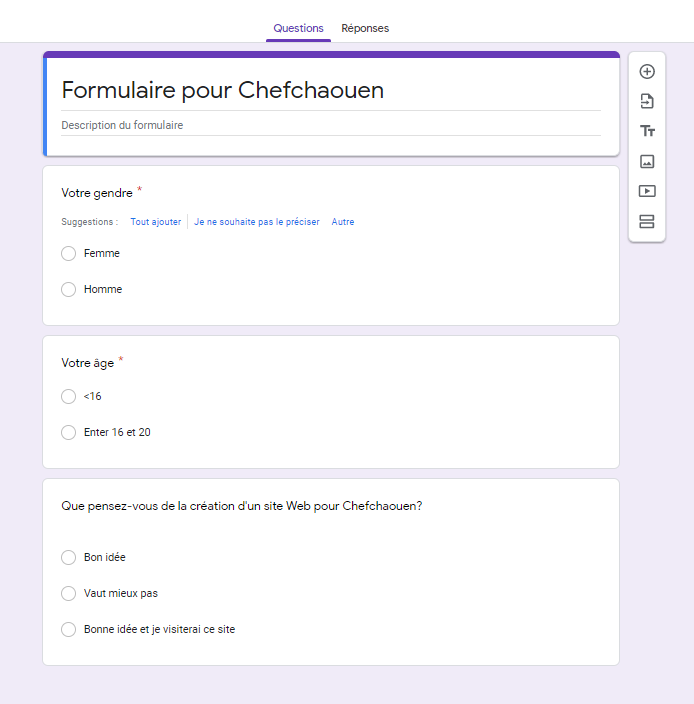 Questions Réponses
Formulaire pour Chefchaouen
Description du formulaire
Votre gendre *
Suggestions : Tout ajouter Je ne souhaite pas le préciser Autre
Femme
Homme
Votre âge *
<16
Enter 16 et 20
Que pensez-vous de la création d'un site Web pour Chefchaouen?
Bon idée
Vaut mieux pas
Bonne idée et je visiterai ce site